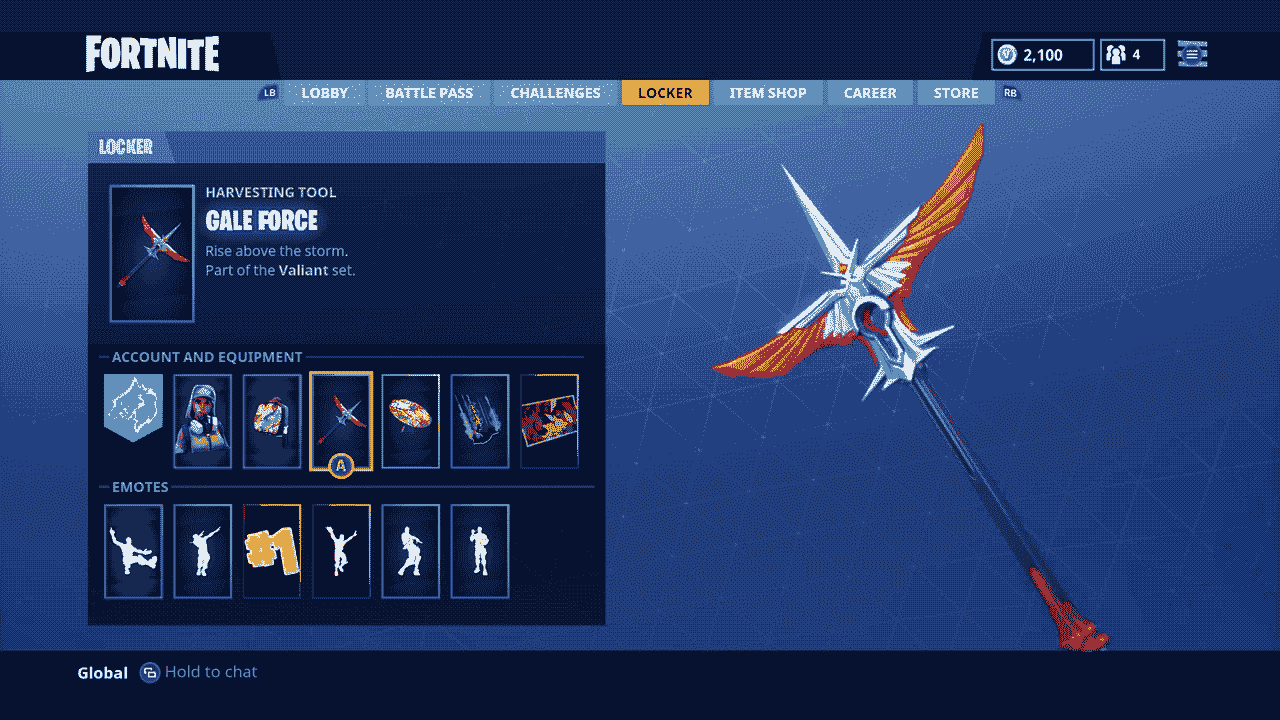 FORTNITE
2,100
4
LB LOBBY BATTLE PASS CHALLENGES LOCKER ITEM SHOP CAREER STORE RB
LOCKER
HARVESTING TOOL
GALE FORCE
Rise above the storm.
Part of the Valiant set.
ACCOUNT AND EQUIPMENT
A
EMOTES
#1
Global Hold to chat